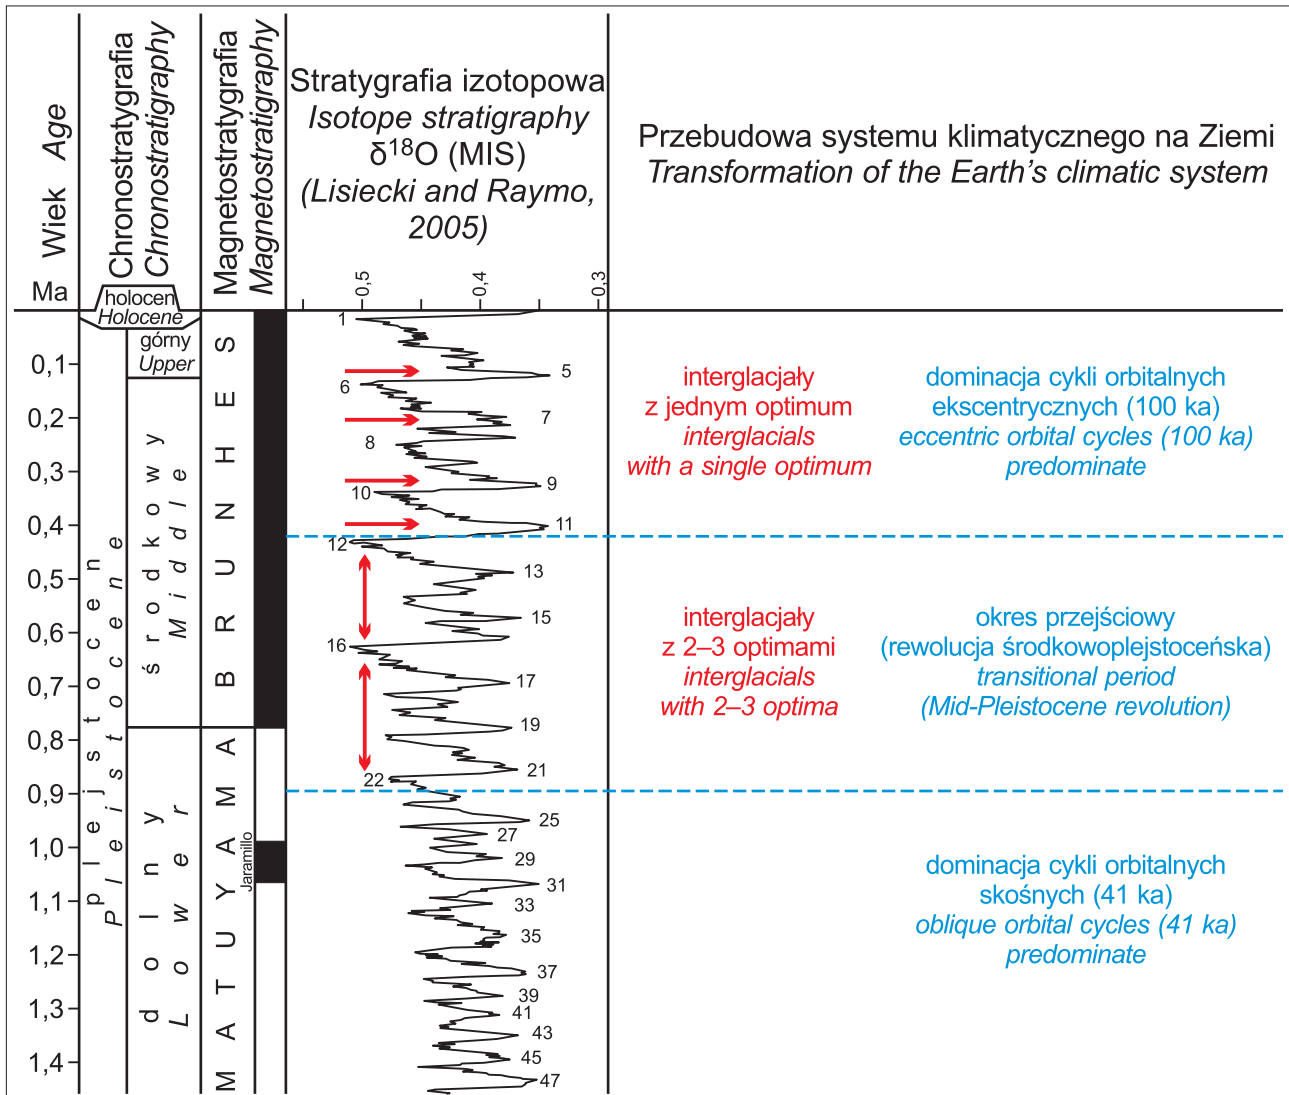 Wiek Age
Ma
Chronostratygrafia
Chronostratigraphy
Magnetostratygrafia
Magnetostratigraphy
Stratygrafia izotopowa
Isotope stratigraphy
δ18O (MIS)
(Lisiecki and Raymo,
2005)
Przebudowa systemu klimatycznego na Ziemi
Transformation of the Earth's climatic system
0,5
0,4
0,3
holocen
Holocene
górny
Upper
środkowy
Middle
dolny
Lower
plejstocen
Pleistocene
BRUNHES
MATUYAMA
Jaramillo
0,1
0,2
0,3
0,4
0,5
0,6
0,7
0,8
0,9
1,0
1,1
1,2
1,3
1,4
1
5
6
7
8
9
10
11
12
13
15
16
17
19
21
22
25
27
29
31
33
35
37
39
41
43
45
47
interglacjały
z jednym optimum
interglacials
with a single optimum
dominacja cykli orbitalnych
ekscentrycznych (100 ka)
eccentric orbital cycles (100 ka)
predominate
interglacjały
z 2–3 optimami
interglacials
with 2–3 optima
okres przejściowy
(rewolucja środkowoplejstoceńska)
transitional period
(Mid-Pleistocene revolution)
dominacja cykli orbitalnych
skośnych (41 ka)
oblique orbital cycles (41 ka)
predominate